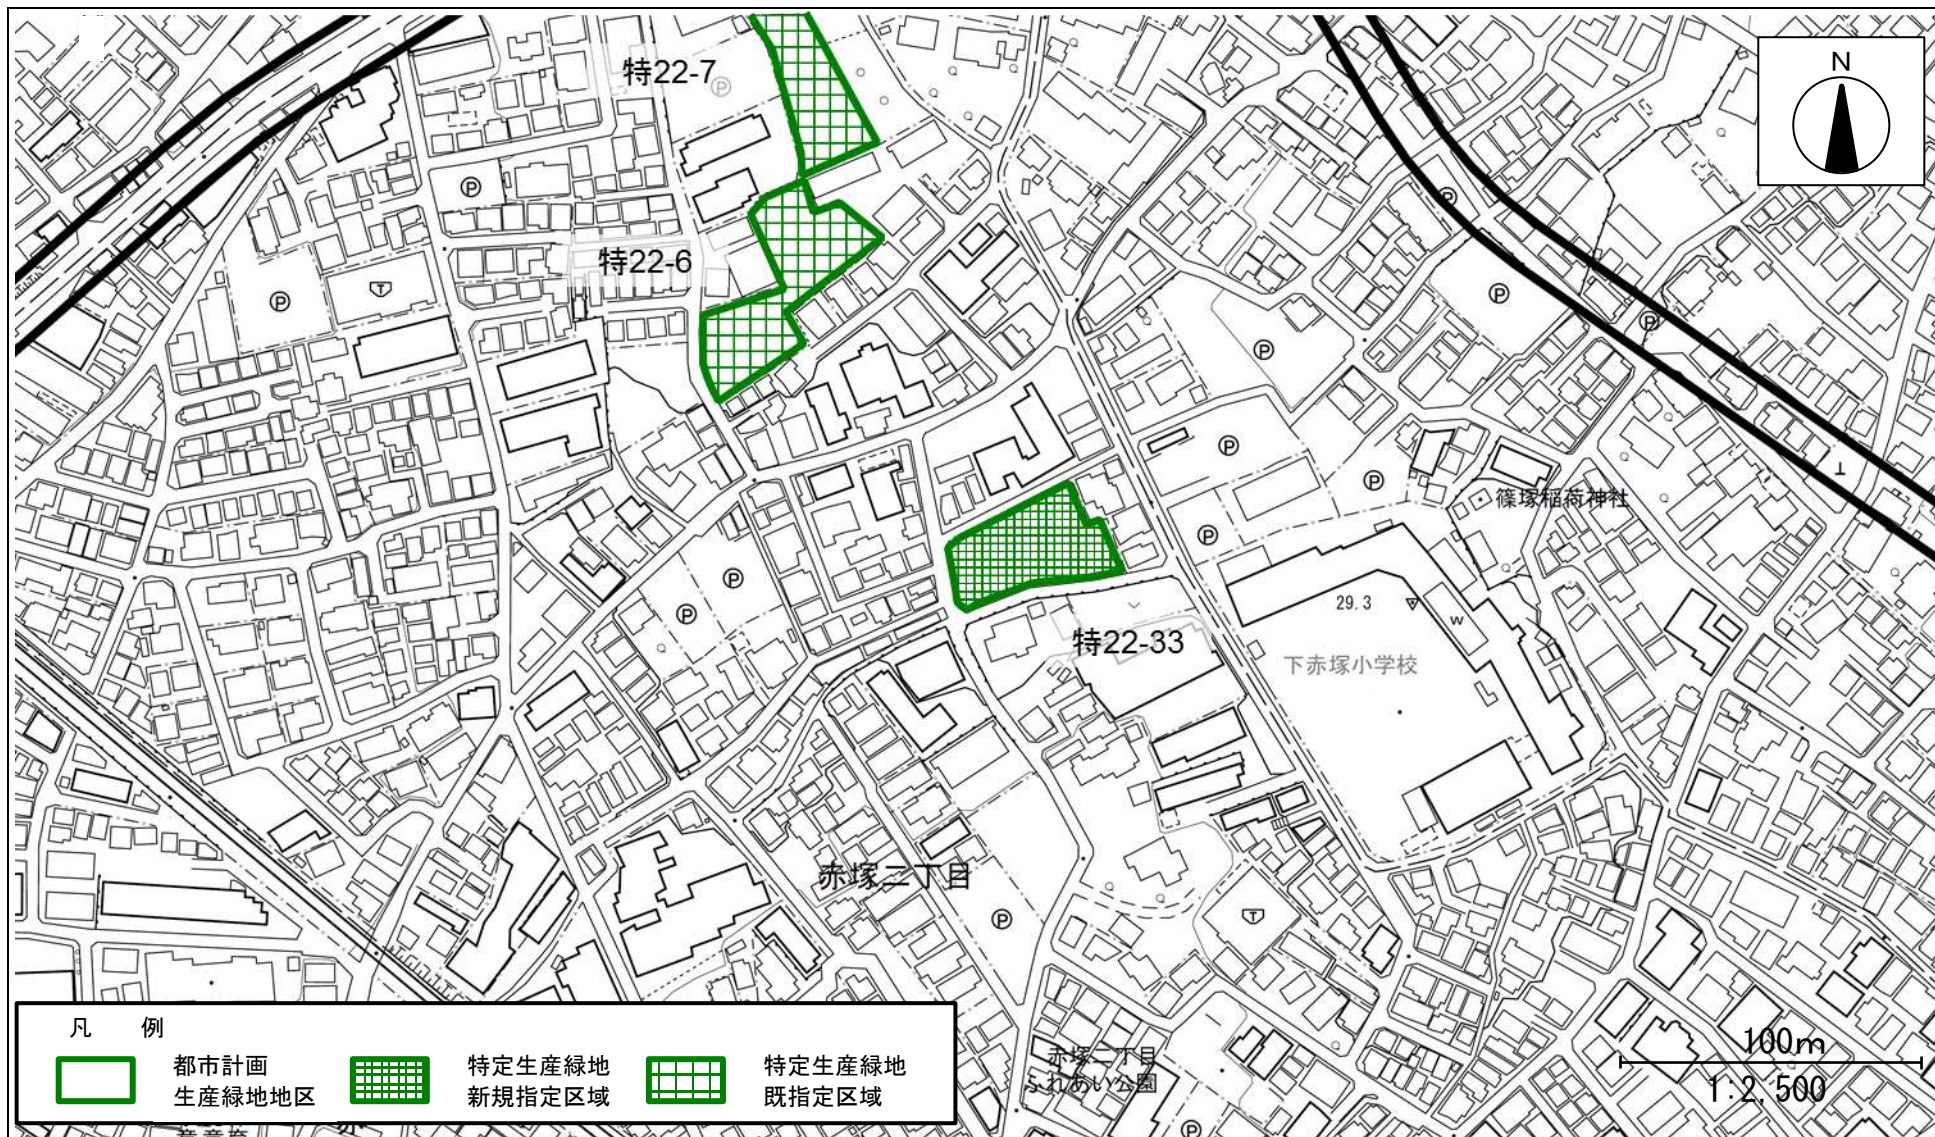 特22-7
N
Ⓟ
Ⓟ
Ⓟ
特22-6
Ⓟ
T
Ⓟ
Ⓟ
Ⓟ
Ⓟ
Ⓟ
篠塚稲荷神社
Ⓟ
Ⓟ
29.3
W
Ⓟ
特22-33
下赤塚小学校
赤塚二丁目
Ⓟ
T
凡 例
都市計画
生産緑地地区
特定生産緑地
新規指定区域
特定生産緑地
既指定区域
赤塚二丁目
ふれあい公園
100m
1:2,500
Ⓟ